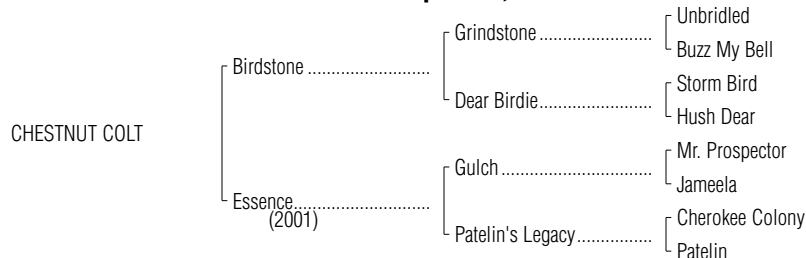 Unbridled
Grindstone
Buzz My Bell
Birdstone
Storm Bird
Dear Birdie
Hush Dear
CHESTNUT COLT
Mr. Prospector
Gulch
Jameela
Essence
(2001)
Cherokee Colony
Patelin's Legacy
Patelin